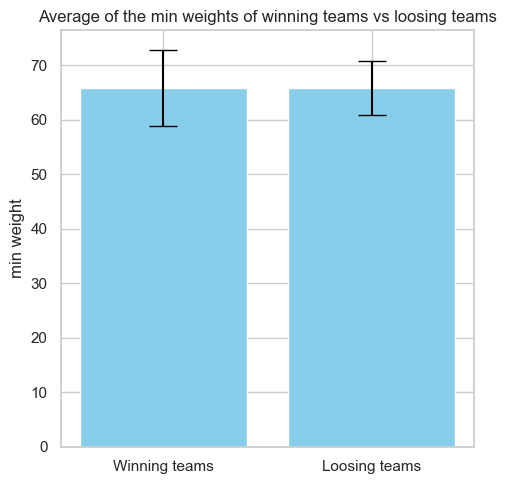 Average of the min weights of winning teams vs loosing teams
min weight
70
60
50
40
30
20
10
0
Winning teams
Loosing teams